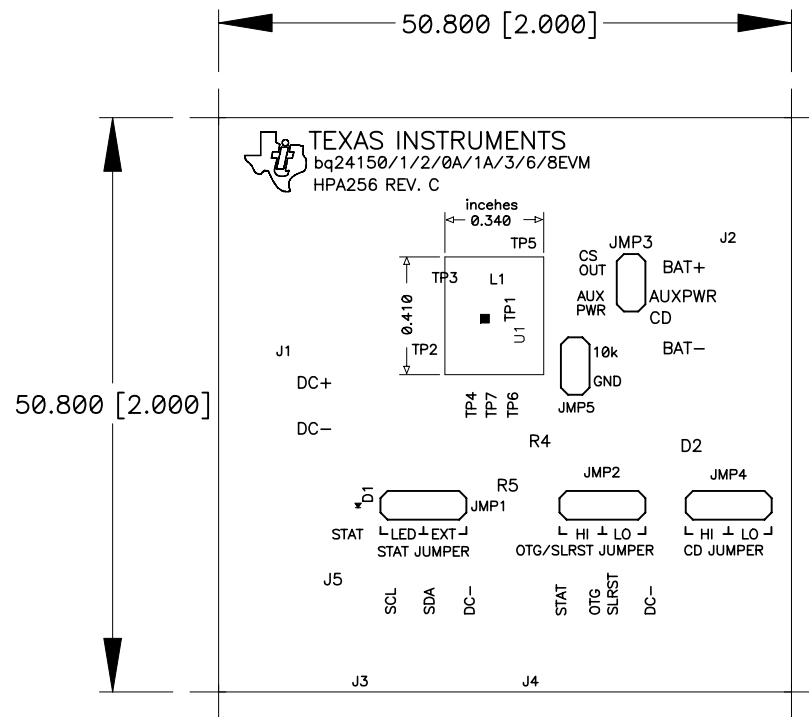 50.800 [2.000]
TEXAS INSTRUMENTS
bq24150/1/2/0A/1A/3/6/8EVM
HPA256 REV. C
incehes
0.340
TP5
JMP3
J2
CS
OUT
BAT+
TP3
L1
AUX
PWR
AUXPWR
TP1
CD
0.410
U1
TP2
10k
BAT-
J1
DC+
GND
50.800 [2.000]
TP4
TP7
TP6
JMP5
DC-
R4
D2
JMP2
JMP4
D1
R5
JMP1
STAT
LED
EXT
HI
LO
HI
LO
STAT JUMPER
OTG/SLRST JUMPER
CD JUMPER
J5
SCL
SDA
DC-
STAT
OTG
SLRST
DC-
J3
J4